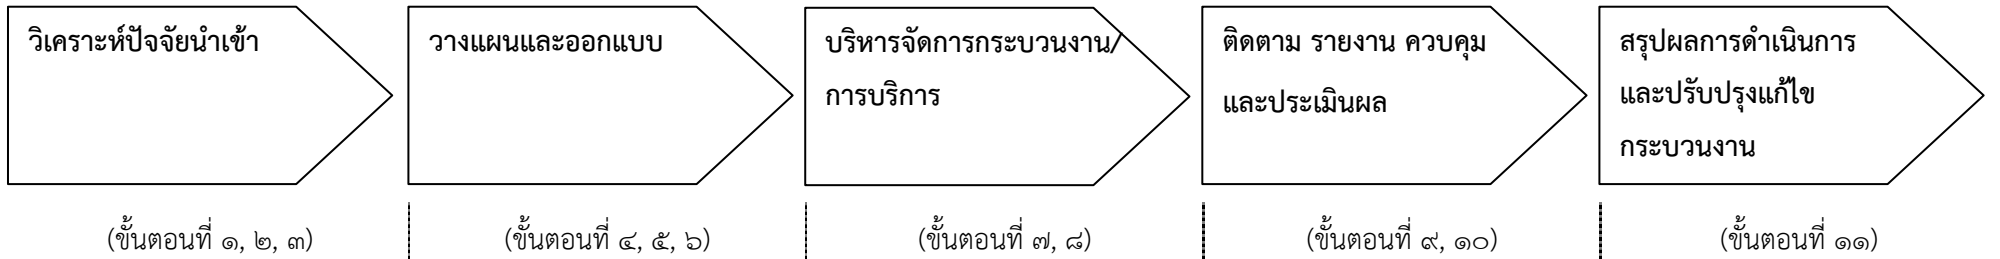 วิเคราะห์ปัจจัยนำเข้า
วางแผนและออกแบบ
บริหารจัดการกระบวนงาน/
การบริการ
ติดตาม รายงาน ควบคุม
และประเมินผล
สรุปผลการดำเนินการ
และปรับปรุงแก้ไข
กระบวนงาน
(ขั้นตอนที่ ๑, ๒, ๓)
(ขั้นตอนที่ ๔, ๕, ๖)
(ขั้นตอนที่ ๗, ๘)
(ขั้นตอนที่ ๙, ๑๐)
(ขั้นตอนที่ ๑๑)